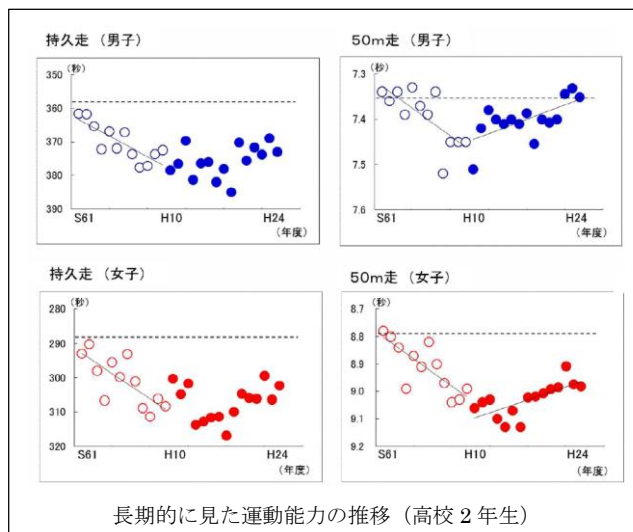 持久走（男子）
(秒)
350
360
370
380
390
S61
H10
H24
(年度)
50m走（男子）
(秒)
7.3
7.4
7.5
7.6
S61
H10
H24
(年度)
持久走（女子）
(秒)
280
290
300
310
320
S61
H10
H24
(年度)
50m走（女子）
(秒)
8.7
8.8
8.9
9.0
9.1
9.2
S61
H10
H24
(年度)
長期的に見た運動能力の推移（高校 2 年生）